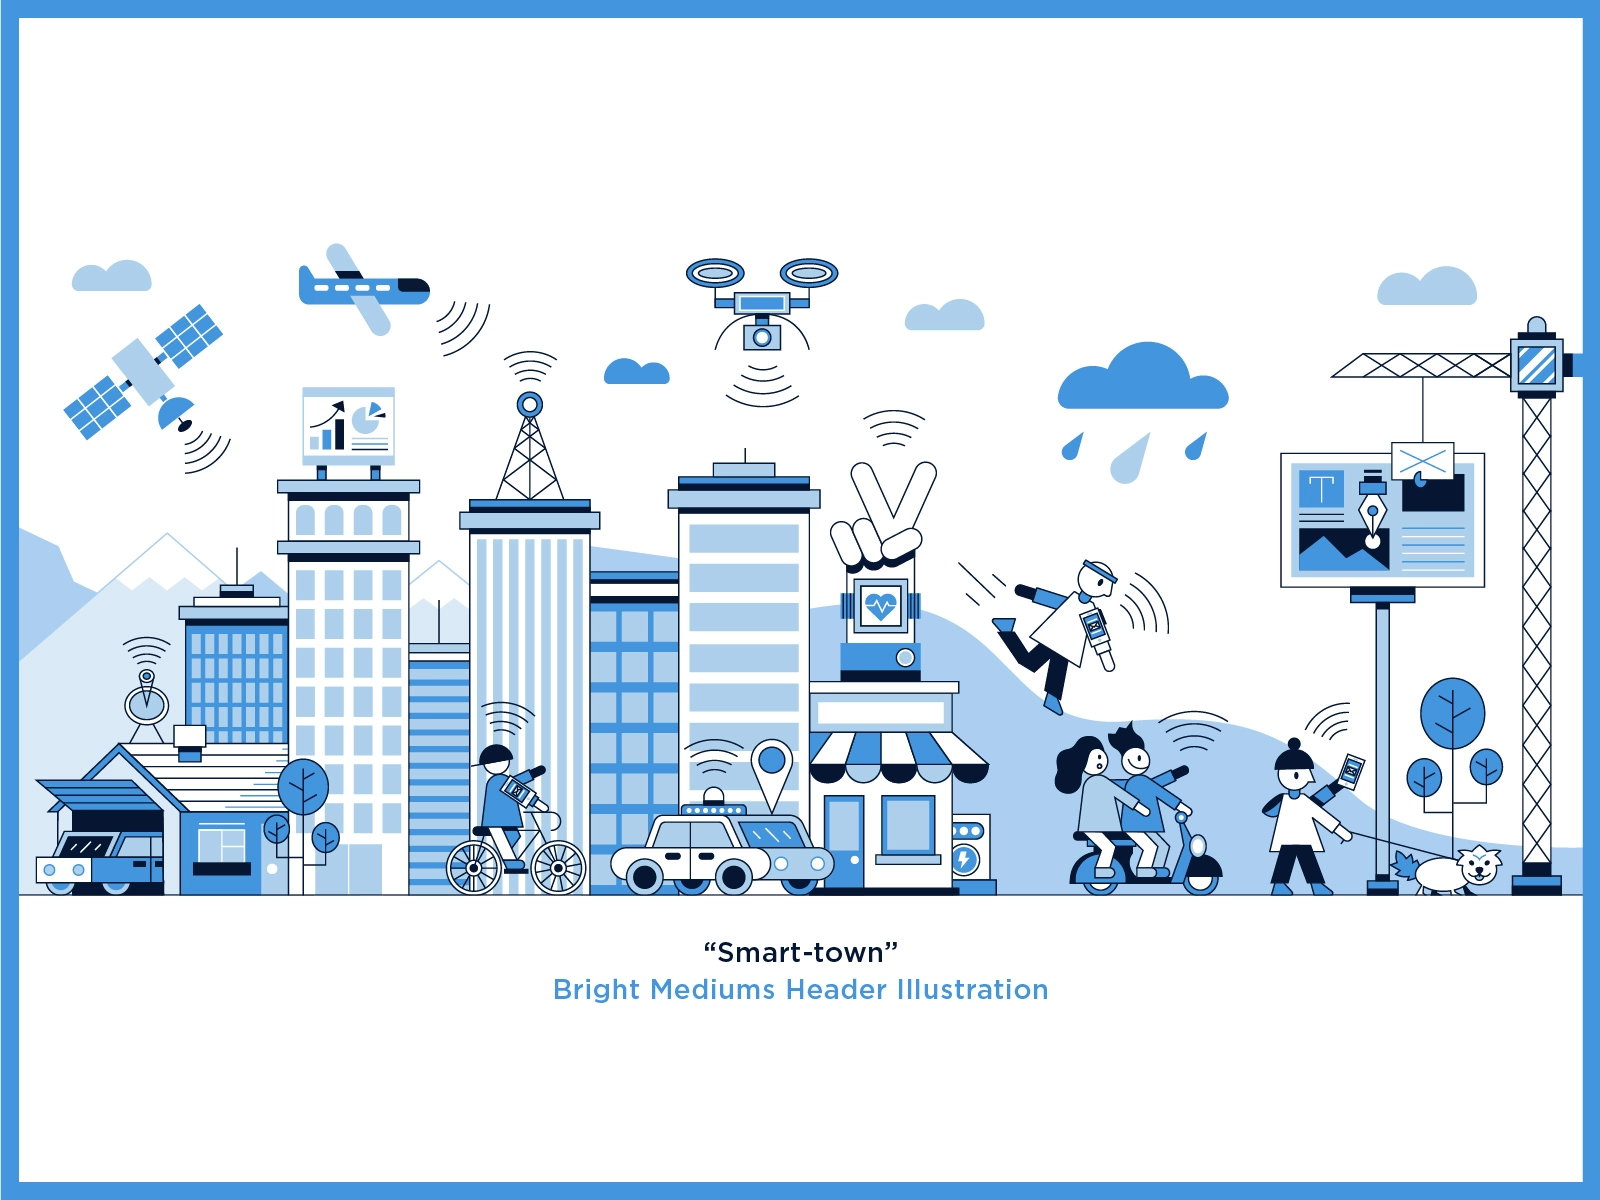 T
“Smart-town”
Bright Mediums Header Illustration